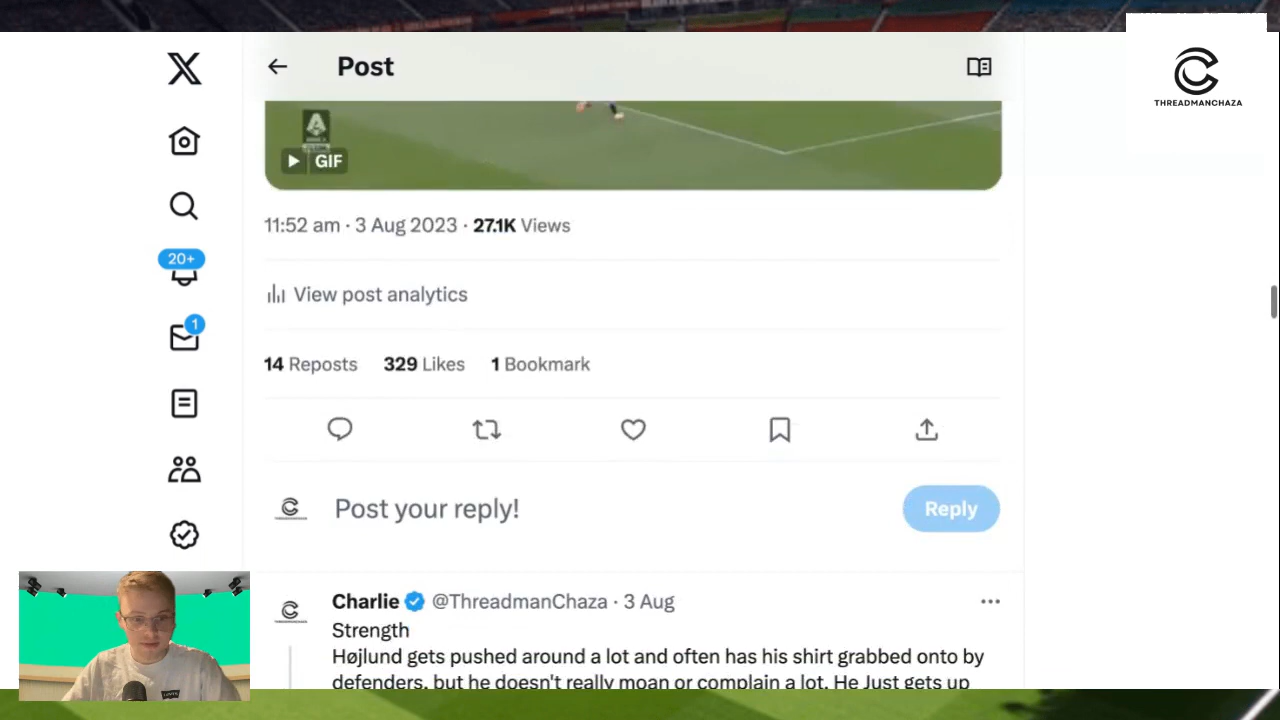 Post
THREADMANCHAZA
GIF
11:52 am · 3 Aug 2023 · 27.1K Views
20+
View post analytics
1
14 Reposts 329 Likes 1 Bookmark
Post your reply!
Reply
Charlie @ThreadmanChaza · 3 Aug
Strength
Højlund gets pushed around a lot and often has his shirt grabbed onto by
defenders, but he doesn't really moan or complain a lot. He Just gets up